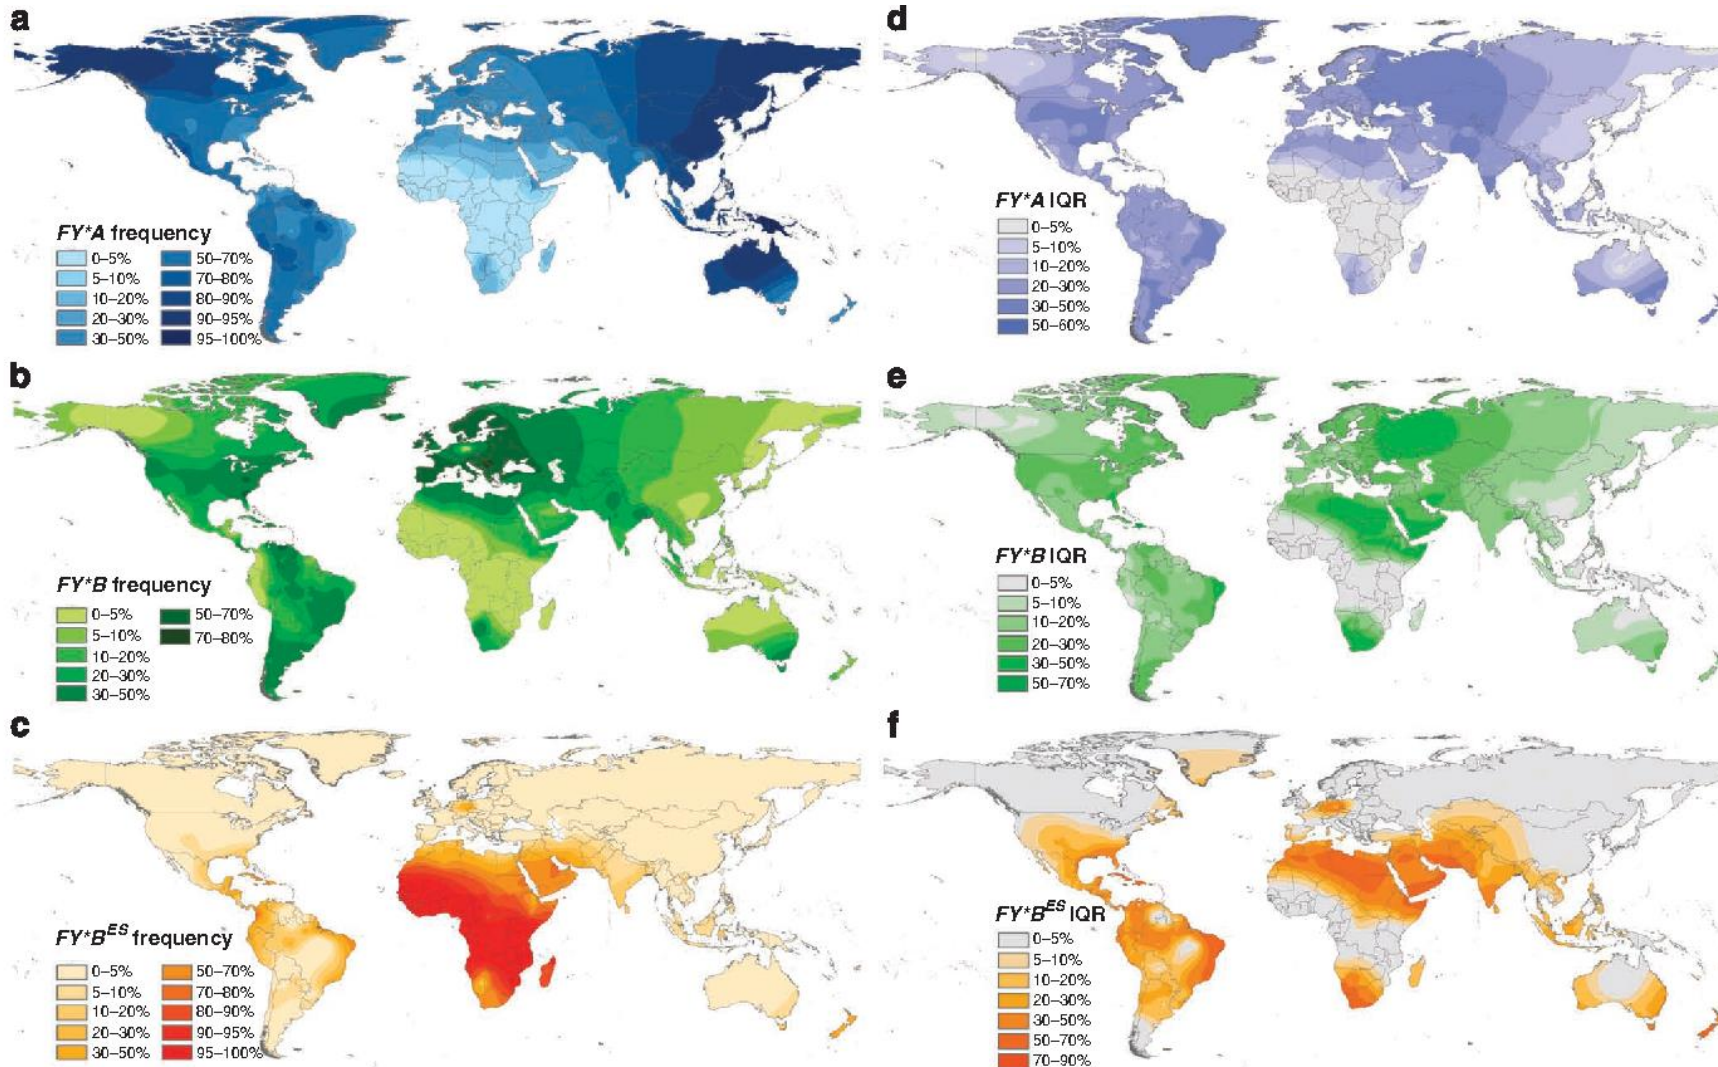 a
FY*A frequency
0–5% 50–70%
5–10% 70–80%
10–20% 80–90%
20–30% 90–95%
30–50% 95–100%
d
FY*A IQR
0–5%
5–10%
10–20%
20–30%
30–50%
50–60%
b
FY*B frequency
0–5% 50–70%
5–10% 70–80%
10–20%
20–30%
30–50%
e
FY*B IQR
0–5%
5–10%
10–20%
20–30%
30–50%
50–70%
c
FY*B^ES frequency
0–5% 50–70%
5–10% 70–80%
10–20% 80–90%
20–30% 90–95%
30–50% 95–100%
f
FY*B^ES IQR
0–5%
5–10%
10–20%
20–30%
30–50%
50–70%
70–90%